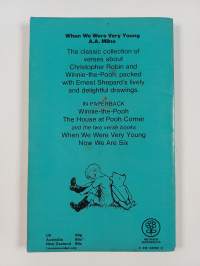 When We Were Very Young
A.A. Milne
The classic collection of
verses about
Christopher Robin and
Winnie-the-Pooh, packed
with Ernest Shepard's lively
and delightful drawings.
IN PAPERBACK
Winnie-the-Pooh
The House at Pooh Corner
and the two verse books
When We Were Very Young
Now We Are Six
UK
Australia
New Zealand